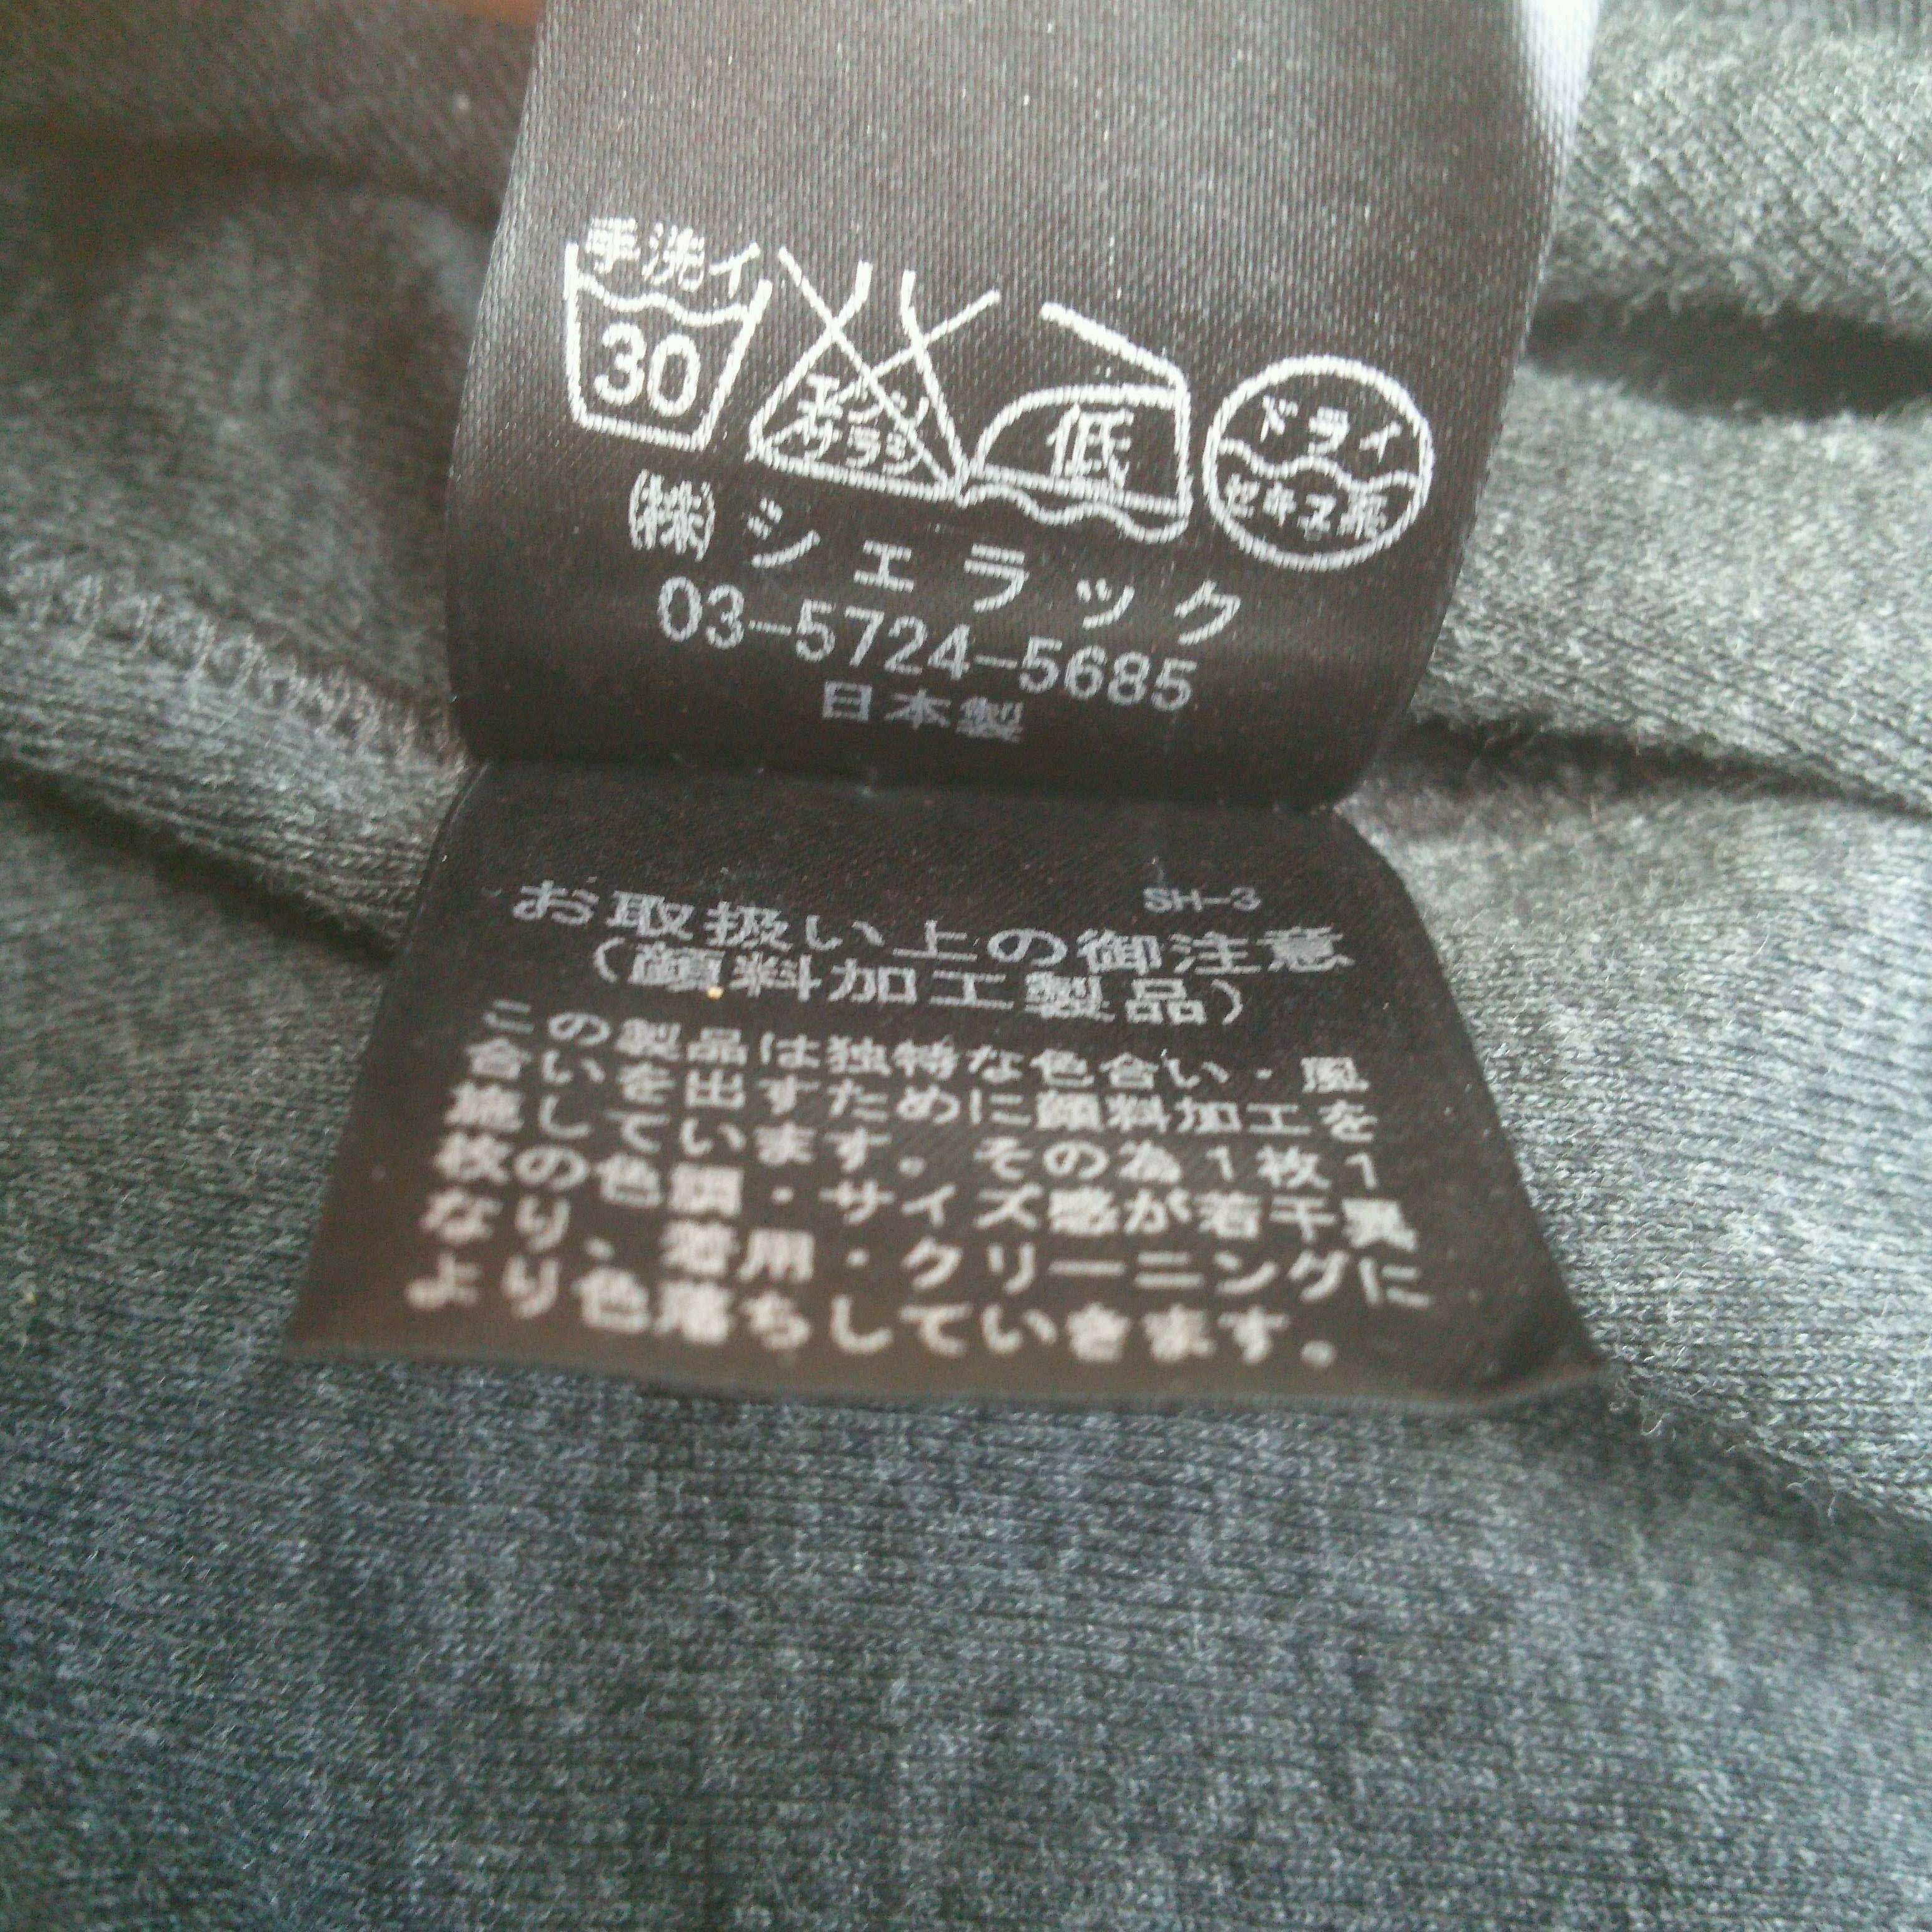 手洗イ
30
エンソ
サラシ
低
ドライ
セキユ系
㈱シェラック
03-5724-5685
日本製
SH-3
お取扱い上の御注意
(顔料加工製品)
この製品は独特な色合い・風
合いを出すために顔料加工を
施しています。その為1枚1
枚の色調・サイズ感が若干異
なり、着用・クリーニングに
より色落ちしていきます。